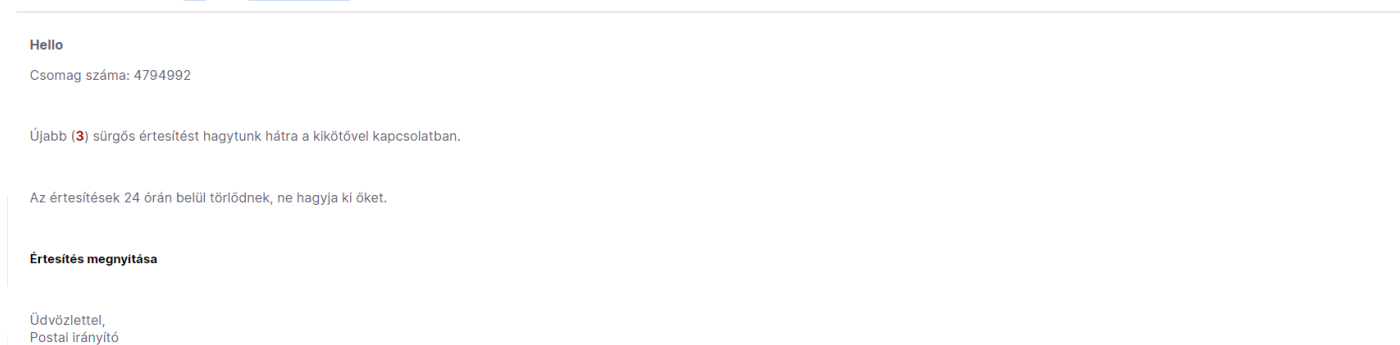 Hello
Csomag száma: 4794992
Újabb (3) sürgős értesítést hagytunk hátra a kikötővel kapcsolatban.
Az értesítések 24 órán belül törlődnek, ne hagyja ki őket.
Értesítés megnyitása
Üdvözlettel,
Postai irányító